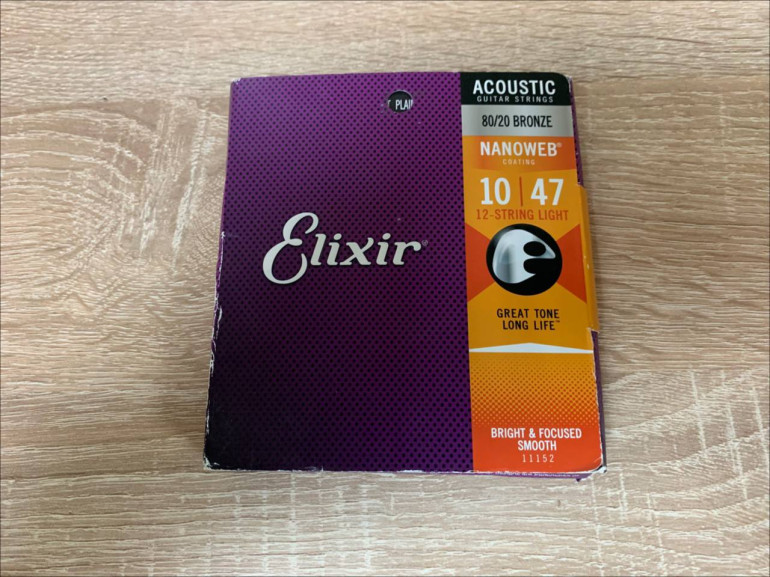 PLAI
ACOUSTIC
GUITAR STRINGS
80/20 BRONZE
NANOWEB®
COATING
10 | 47
12-STRING LIGHT
Elixir®
GREAT TONE
LONG LIFE™
BRIGHT & FOCUSED
SMOOTH
11152